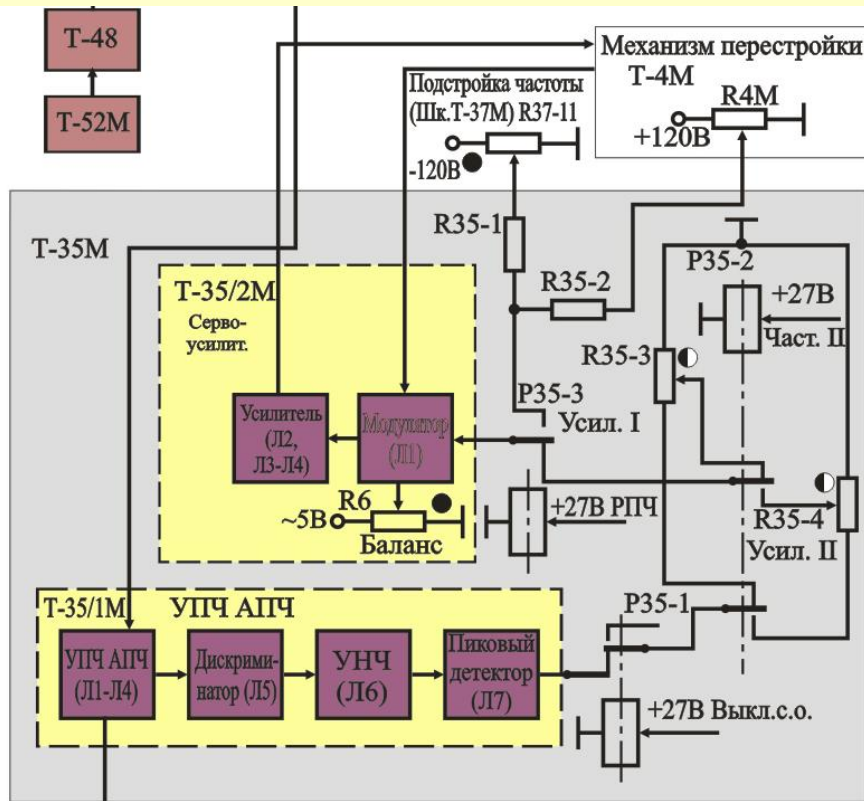 Т-48
Т-52М
Механизм перестройки
Т-4М
R4М
+120В
Подстройка частоты
(Шк.Т-37М) R37-11
-120В
Т-35М
R35-1
R35-2
Р35-2
+27В
Част. II
R35-3
Т-35/2М
Серво-
усилит.
Р35-3
Усил. I
Усилитель
(Л2,
Л3-Л4)
Модулятор
(Л1)
R6
~5В
Баланс
+27В РПЧ
R35-4
Усил. II
Т-35/1М
УПЧ АПЧ
Р35-1
УПЧ АПЧ
(Л1-Л4)
Дискрими-
натор (Л5)
УНЧ
(Л6)
Пиковый
детектор
(Л7)
+27В Выкл.с.о.